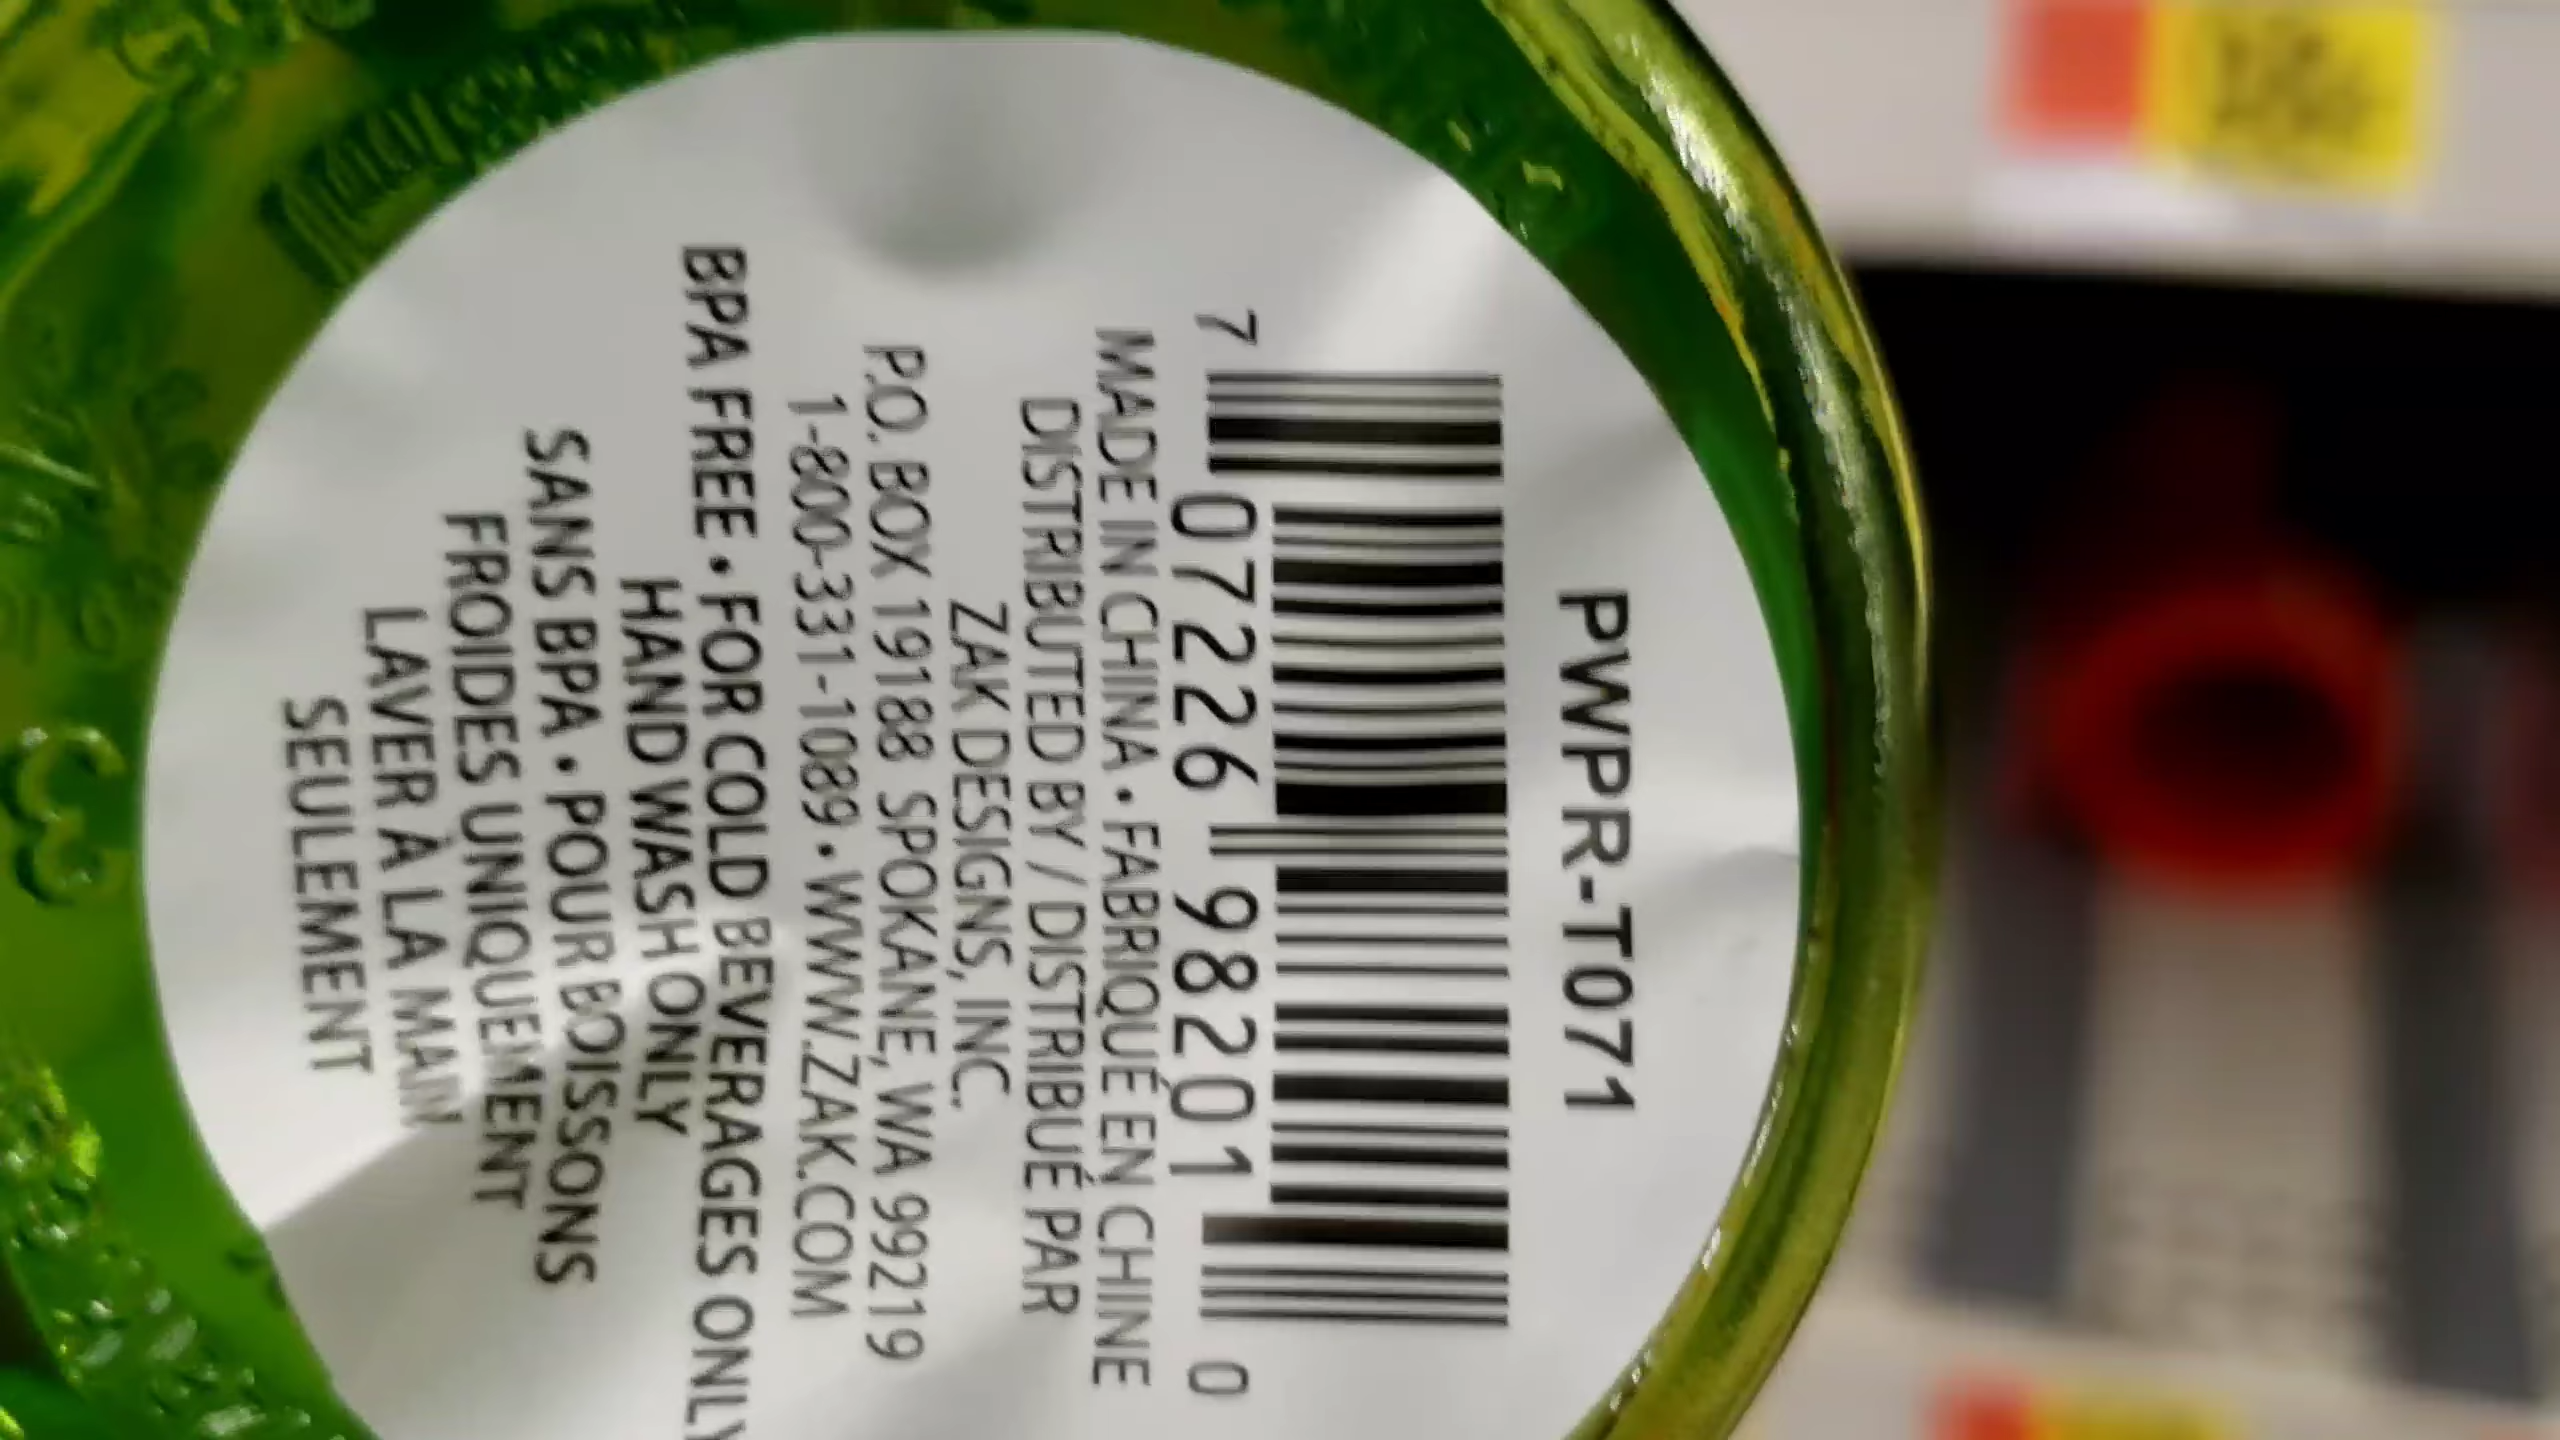 PWPR-T071
7 07226 98201 0
MADE IN CHINA • FABRIQUÉ EN CHINE
DISTRIBUTED BY / DISTRIBUÉ PAR
ZAK DESIGNS, INC.
P.O. BOX 19188 SPOKANE, WA 99219
1-800-331-1089 • WWW.ZAK.COM
BPA FREE • FOR COLD BEVERAGES ONLY
HAND WASH ONLY
SANS BPA • POUR BOISSONS
FROIDES UNIQUEMENT
LAVER À LA MAIN
SEULEMENT